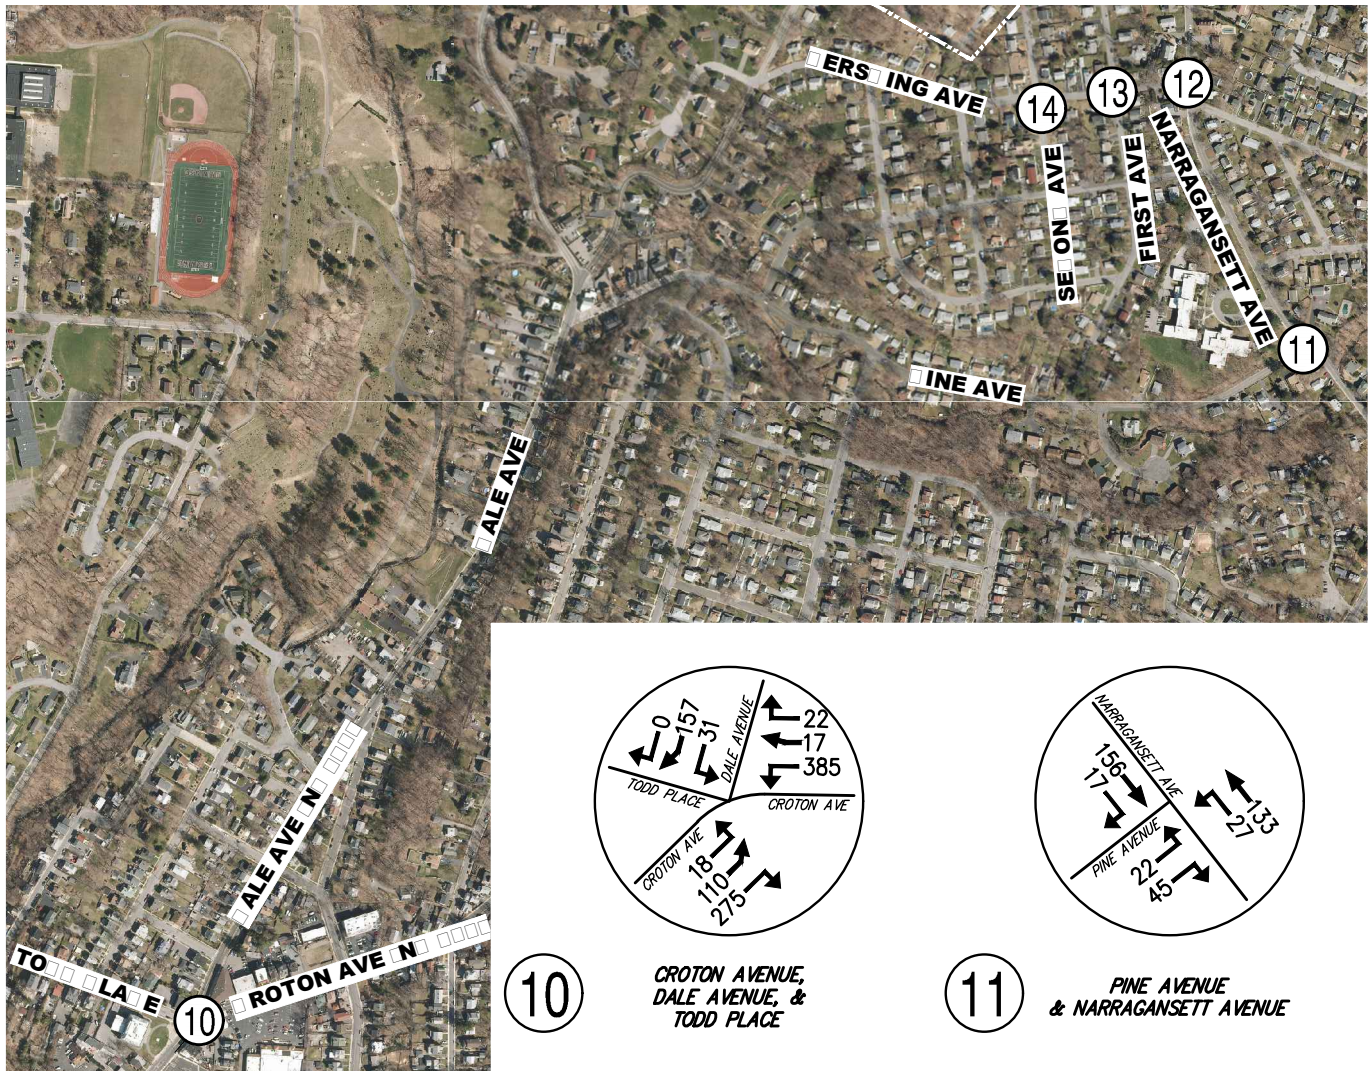 □ERS□ING AVE
14
13
12
SE□ON□ AVE
FIRST AVE
NARRAGANSETT AVE
11
□INE AVE
□ALE AVE
□ALE AVE N□ □□□□
TO□□ □LA□E
10
□ROTON AVE N□ □□□□
0
157
31
DALE AVENUE
22
17
385
TODD PLACE
CROTON AVE
CROTON AVE
18
110
275
10
CROTON AVENUE,
DALE AVENUE, &
TODD PLACE
NARRAGANSETT AVE
156
17
133
27
PINE AVENUE
22
45
11
PINE AVENUE
& NARRAGANSETT AVENUE